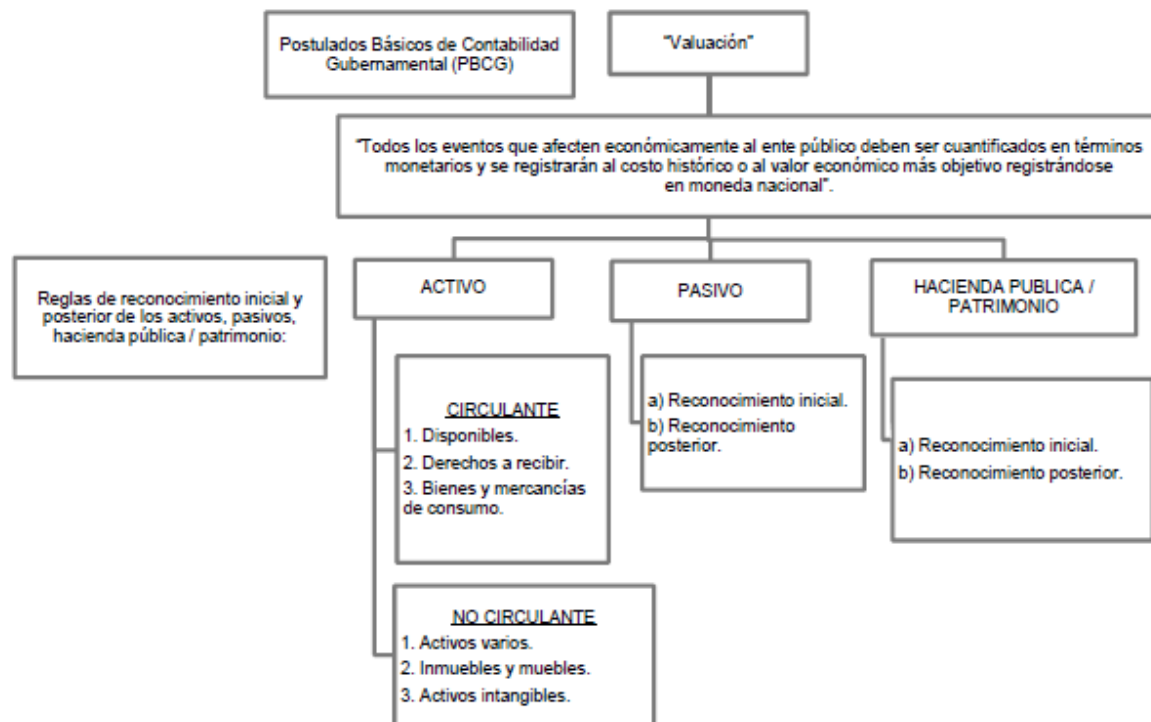 Postulados Básicos de Contabilidad
Gubernamental (PBCG)
"Valuación"
"Todos los eventos que afecten económicamente al ente público deben ser cuantificados en términos
monetarios y se registrarán al costo histórico o al valor económico más objetivo registrándose
en moneda nacional".
Reglas de reconocimiento inicial y
posterior de los activos, pasivos,
hacienda pública / patrimonio:
ACTIVO
PASIVO
HACIENDA PUBLICA /
PATRIMONIO
CIRCULANTE
1. Disponibles.
2. Derechos a recibir.
3. Bienes y mercancías
de consumo.
a) Reconocimiento inicial.
b) Reconocimiento
posterior.
a) Reconocimiento inicial.
b) Reconocimiento posterior.
NO CIRCULANTE
1. Activos varios.
2. Inmuebles y muebles.
3. Activos intangibles.